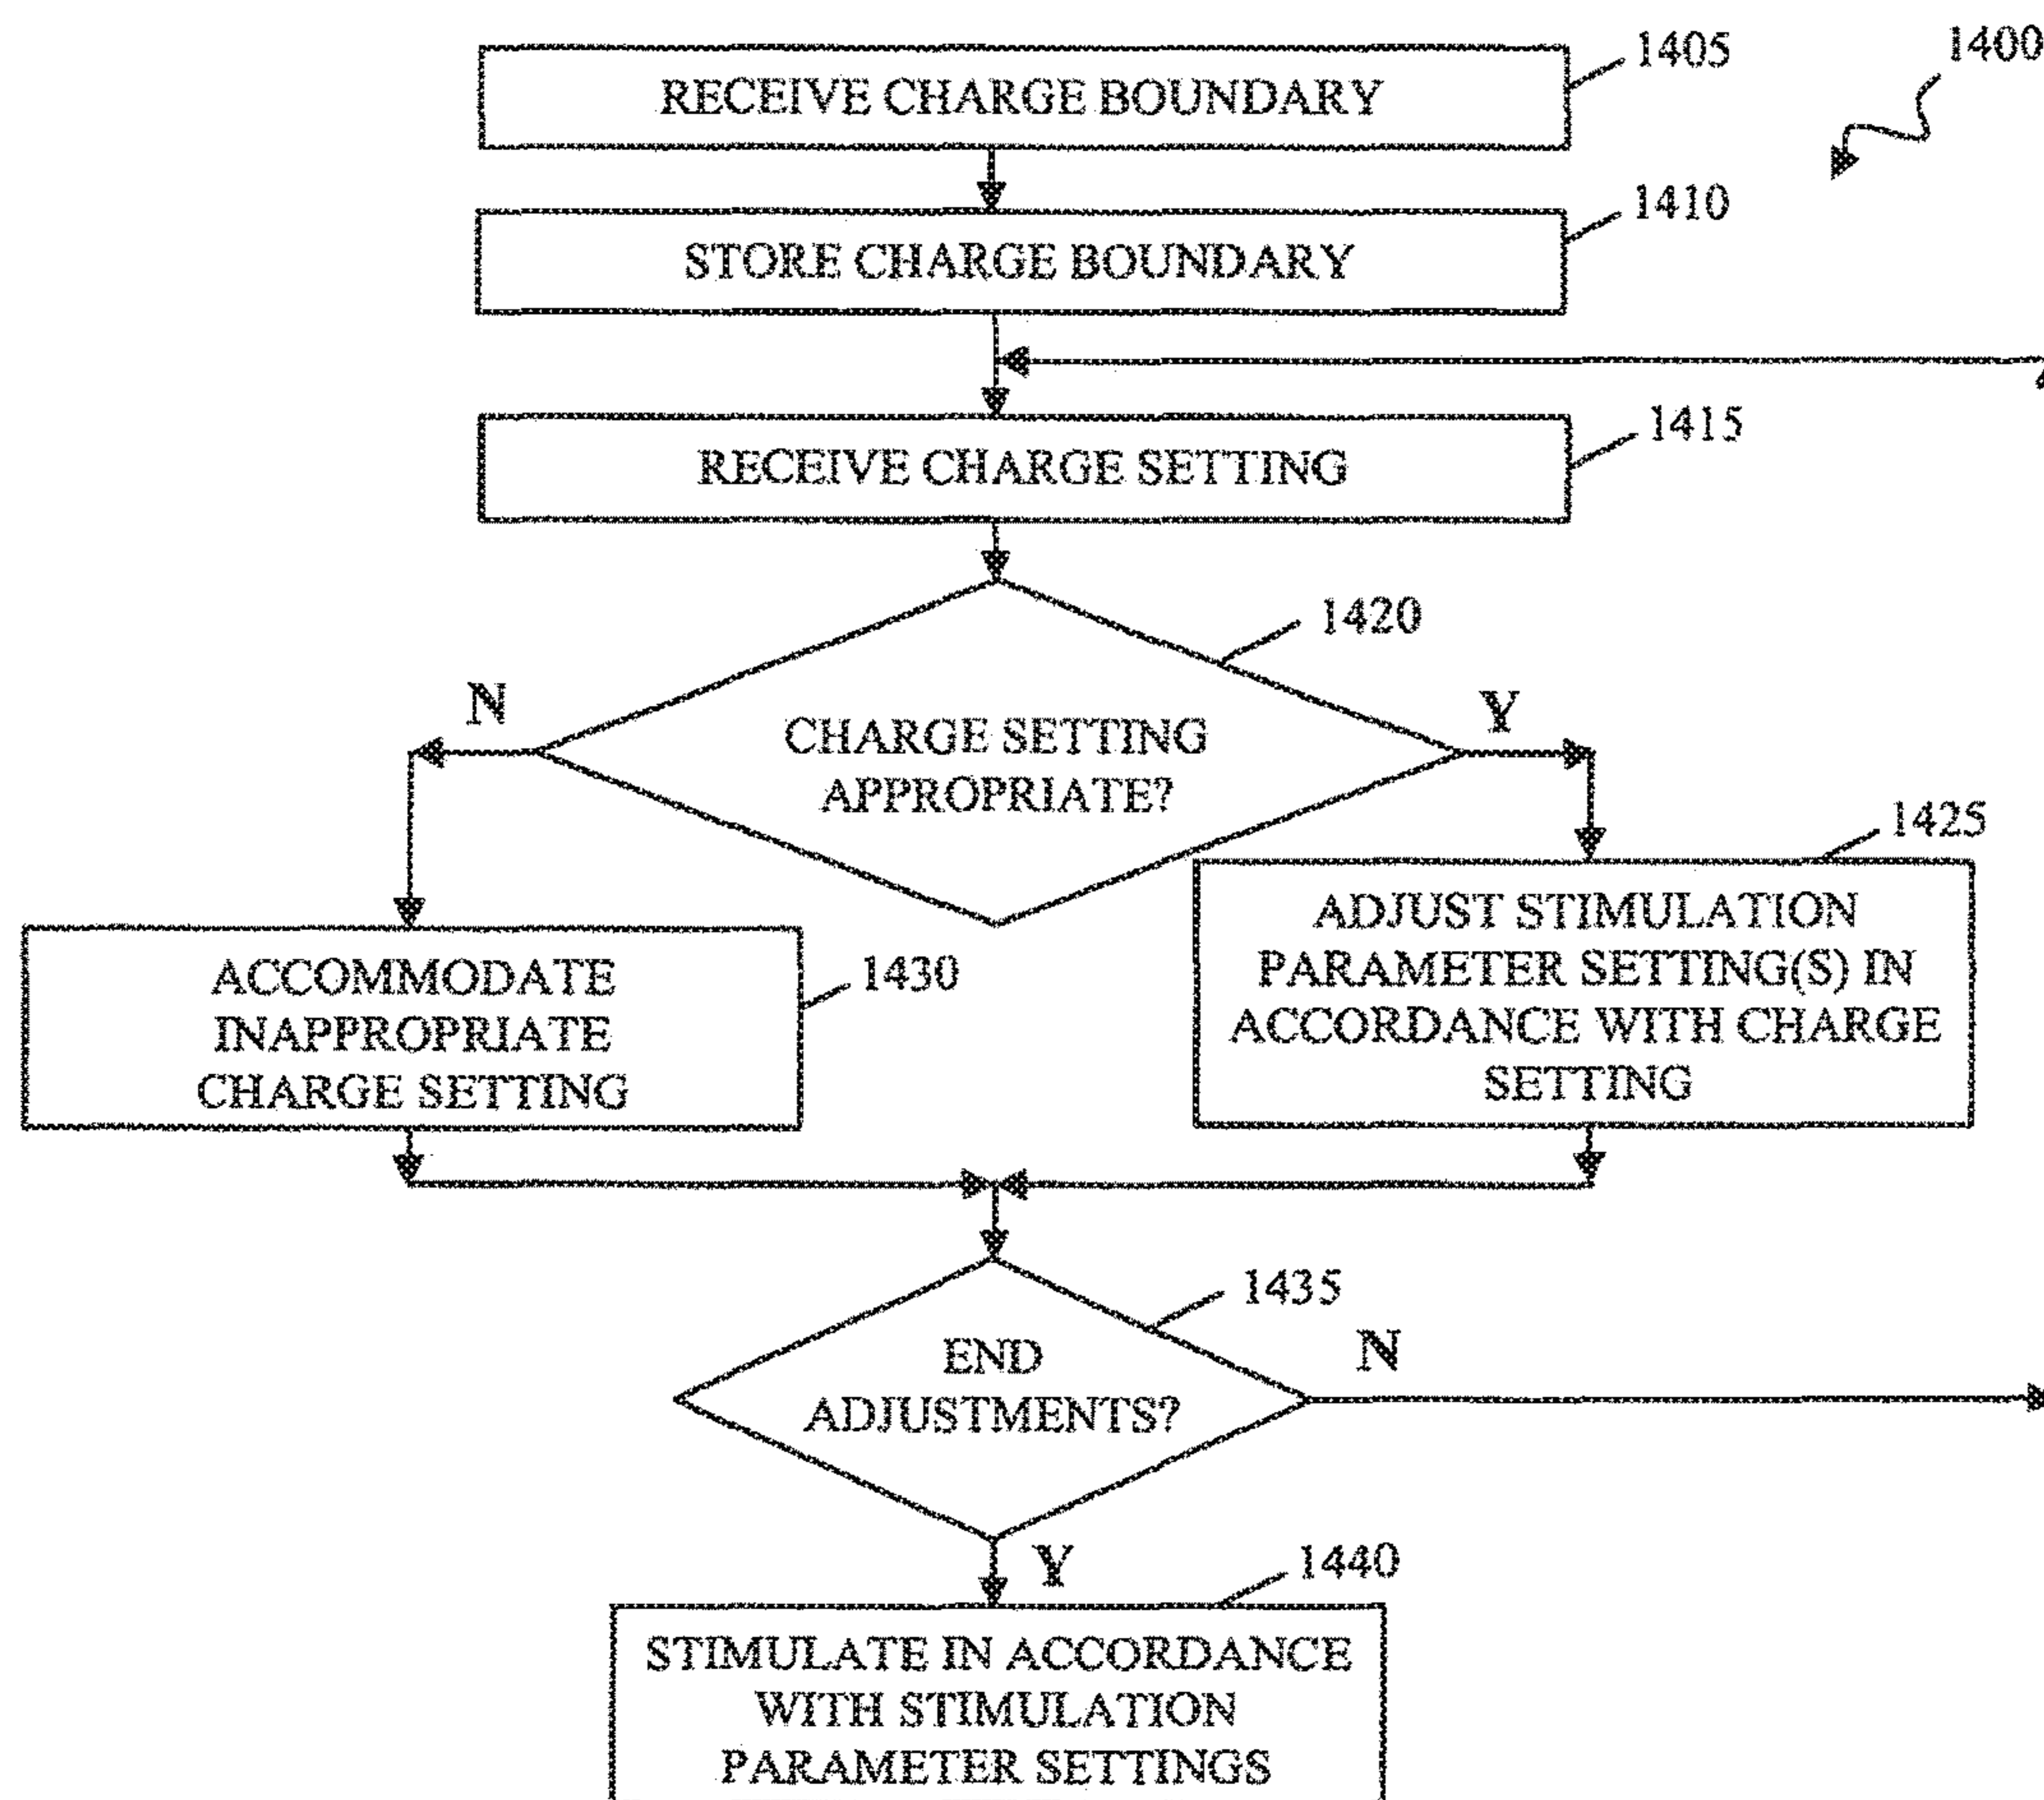 1400
RECEIVE CHARGE BOUNDARY
1405
STORE CHARGE BOUNDARY
1410
RECEIVE CHARGE SETTING
1415
CHARGE SETTING
APPROPRIATE?
1420
N
Y
ADJUST STIMULATION
PARAMETER SETTING(S) IN
ACCORDANCE WITH CHARGE
SETTING
1425
ACCOMMODATE
INAPPROPRIATE
CHARGE SETTING
1430
END
ADJUSTMENTS?
1435
N
Y
STIMULATE IN ACCORDANCE
WITH STIMULATION
PARAMETER SETTINGS
1440